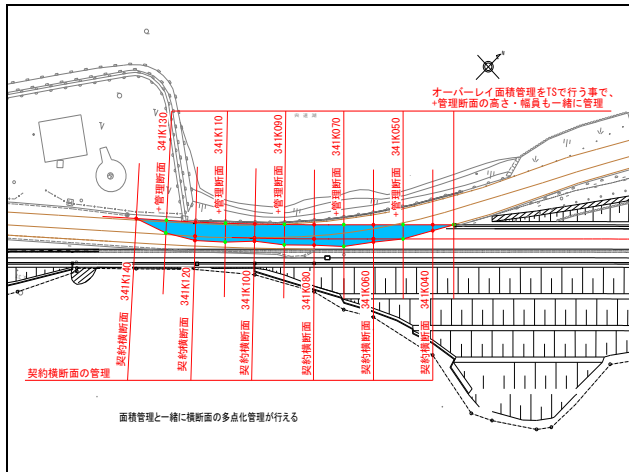 オーバーレイ面積管理をTSで行う事で、
+管理断面の高さ・幅員も一緒に管理
+管理断面 341K130
+管理断面 341K110
+管理断面 341K090
+管理断面 341K070
+管理断面 341K050
契約横断面 341K140
契約横断面 341K120
契約横断面 341K100
契約横断面 341K080
契約横断面 341K060
契約横断面 341K040
契約横断面の管理
面積管理と一緒に横断面の多点化管理が行える